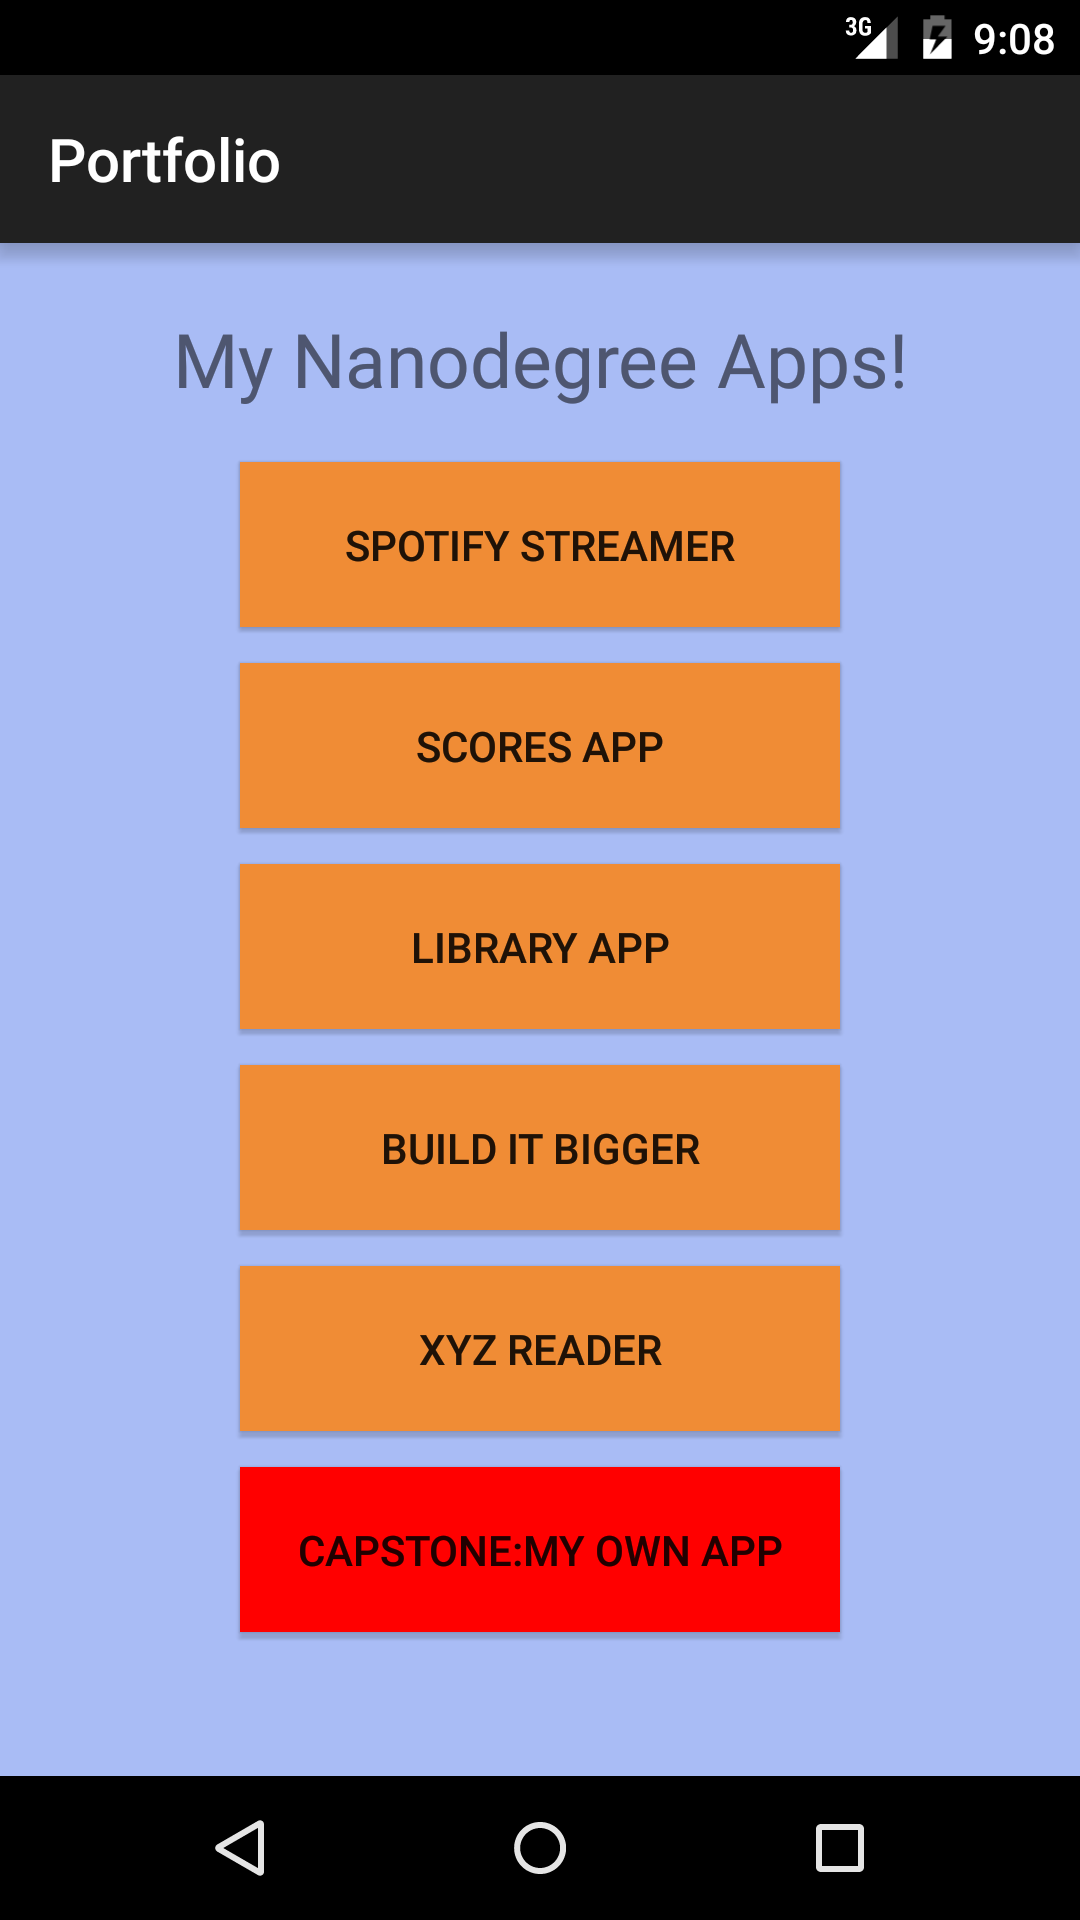 3G 9:08
Portfolio
My Nanodegree Apps!
SPOTIFY STREAMER
SCORES APP
LIBRARY APP
BUILD IT BIGGER
XYZ READER
CAPSTONE:MY OWN APP